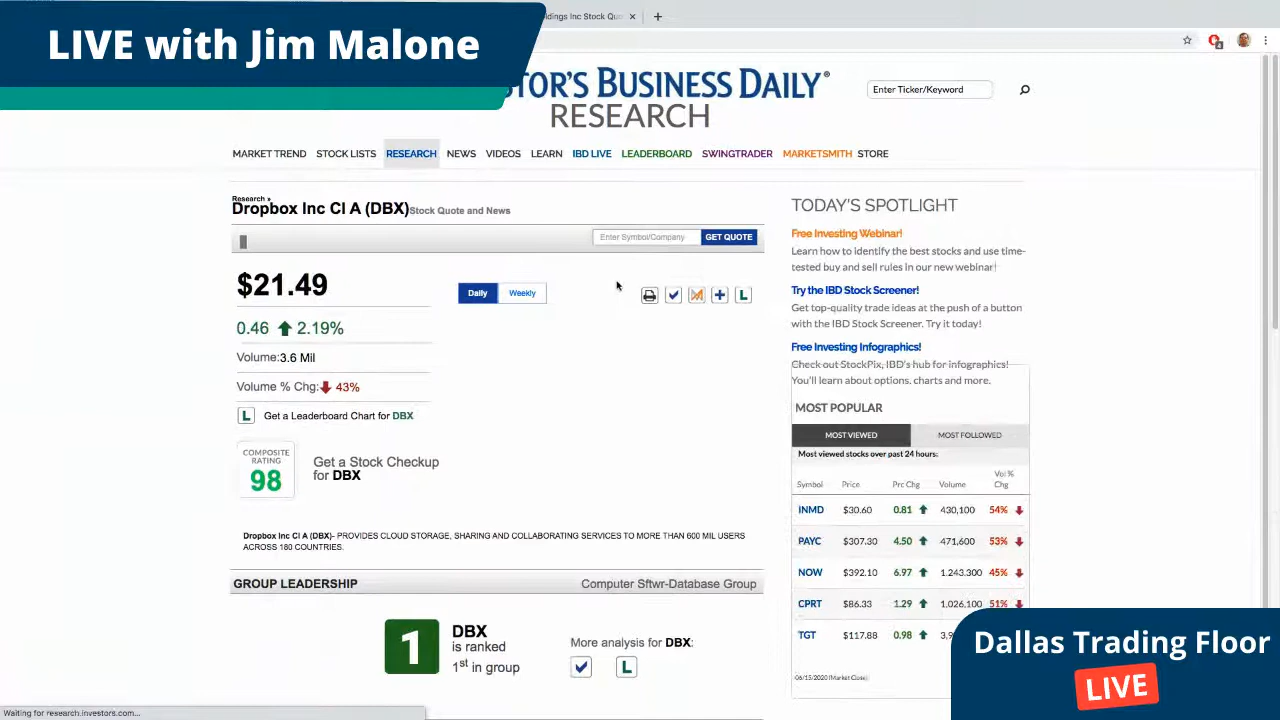 LIVE with Jim Malone
ldings Inc Stock Quo
TOR'S BUSINESS DAILY®
RESEARCH
Enter Ticker/Keyword
MARKET TREND STOCK LISTS RESEARCH NEWS VIDEOS LEARN IBD LIVE LEADERBOARD SWINGTRADER MARKETSMITH STORE
Research »
Dropbox Inc Cl A (DBX) Stock Quote and News
Enter Symbol/Company GET QUOTE
$21.49
Daily Weekly
L
0.46 2.19%
Volume: 3.6 Mil
Volume % Chg: 43%
L Get a Leaderboard Chart for DBX
COMPOSITE
RATING
98
Get a Stock Checkup
for DBX
Dropbox Inc Cl A (DBX)- PROVIDES CLOUD STORAGE, SHARING AND COLLABORATING SERVICES TO MORE THAN 600 MIL USERS
ACROSS 180 COUNTRIES.
GROUP LEADERSHIP Computer Sftwr-Database Group
1
DBX
is ranked
1st in group
More analysis for DBX:
L
TODAY'S SPOTLIGHT
Free Investing Webinar!
Learn how to identify the best stocks and use time-
tested buy and sell rules in our new webinar!
Try the IBD Stock Screener!
Get top-quality trade ideas at the push of a button
with the IBD Stock Screener. Try it today!
Free Investing Infographics!
Check out StockPix, IBD's hub for infographics!
You'll learn about options, charts and more.
MOST POPULAR
MOST VIEWED MOST FOLLOWED
Most viewed stocks over past 24 hours:
Symbol Price Prc Chg Volume Vol % Chg
INMD $30.60 0.81 430,100 54%
PAYC $307.30 4.50 471,600 53%
NOW $392.10 6.97 1,243,300 45%
CPRT $86.33 1.29 1,026,100 51%
TGT $117.88 0.98
06/15/2020 (Market Close)
Dallas Trading Floor
LIVE
Waiting for research.investors.com...